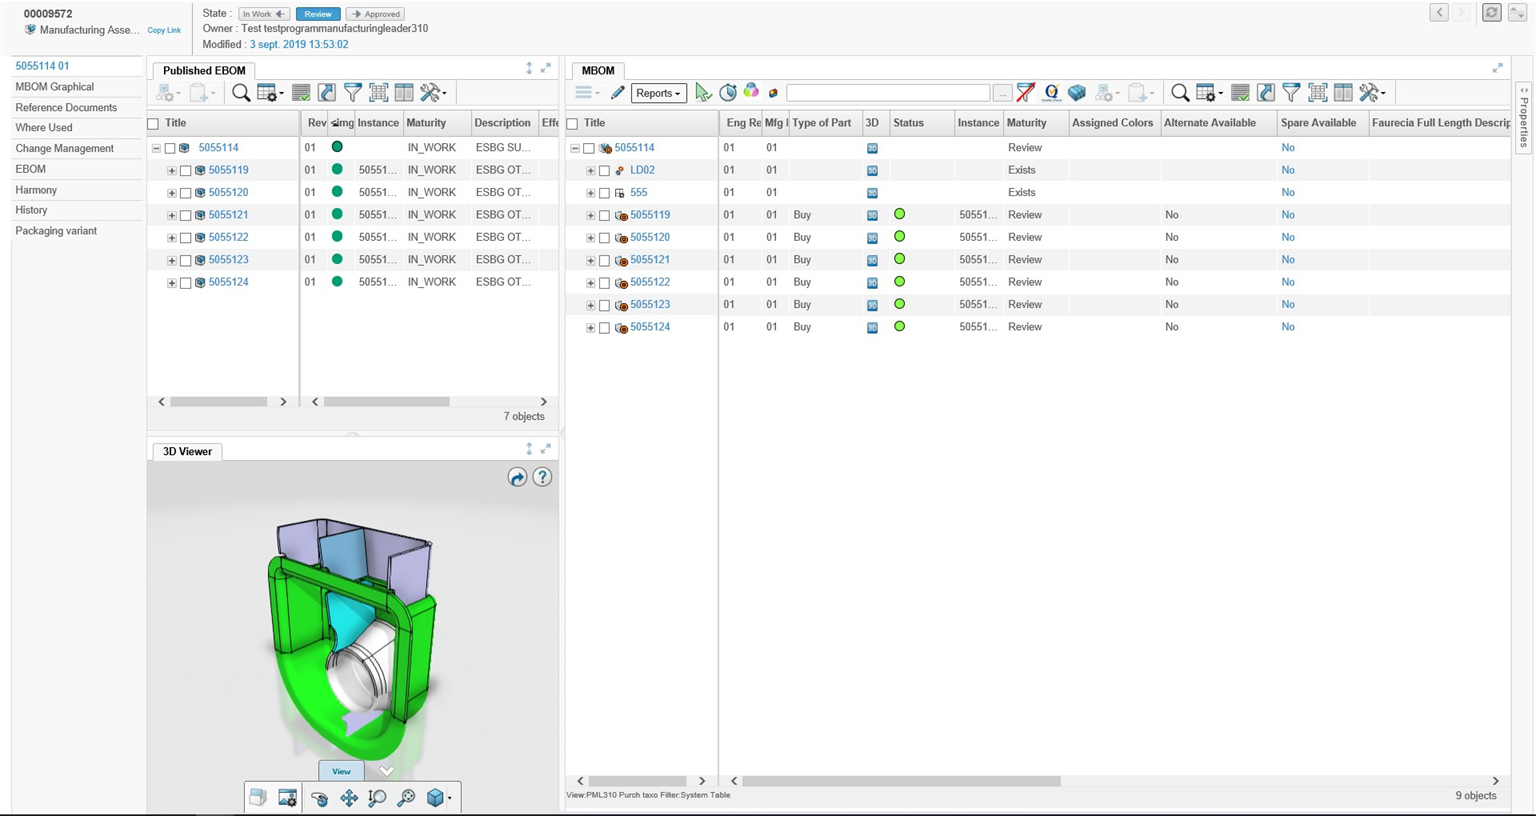 00009572
Manufacturing Asse... Copy Link
State : In Work Review Approved
Owner : Test testprogrammanufacturingleader310
Modified : 3 sept. 2019 13:53:02
5055114 01
MBOM Graphical
Reference Documents
Where Used
Change Management
EBOM
Harmony
History
Packaging variant
Published EBOM
Title Rev Instance Maturity Description Effe
5055114 01 IN_WORK ESBG SU...
5055119 01 50551... IN_WORK ESBG OT...
5055120 01 50551... IN_WORK ESBG OT...
5055121 01 50551... IN_WORK ESBG OT...
5055122 01 50551... IN_WORK ESBG OT...
5055123 01 50551... IN_WORK ESBG OT...
5055124 01 50551... IN_WORK ESBG OT...
7 objects
3D Viewer
?
View
MBOM
Reports
...
Title Eng Re Mfg Type of Part 3D Status Instance Maturity Assigned Colors Alternate Available Spare Available Faurecia Full Length Descrip
5055114 01 01 3D Review No
LD02 01 01 3D Exists No
555 01 01 3D Exists No
5055119 01 01 Buy 3D 50551... Review No No
5055120 01 01 Buy 3D 50551... Review No No
5055121 01 01 Buy 3D 50551... Review No No
5055122 01 01 Buy 3D 50551... Review No No
5055123 01 01 Buy 3D 50551... Review No No
5055124 01 01 Buy 3D 50551... Review No No
View:PML310 Purch taxo Filter:System Table
9 objects
Properties